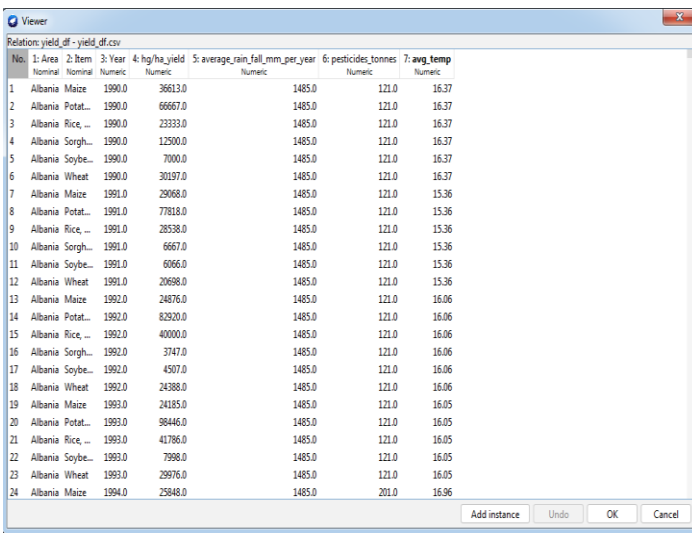 Viewer
Relation: yield_df - yield_df.csv
No. 1: Area 2: Item 3: Year 4: hg/ha_yield 5: average_rain_fall_mm_per_year 6: pesticides_tonnes 7: avg_temp
Nominal Nominal Numeric Numeric Numeric Numeric Numeric
1 Albania Maize 1990.0 36613.0 1485.0 121.0 16.37
2 Albania Potat... 1990.0 66667.0 1485.0 121.0 16.37
3 Albania Rice, ... 1990.0 23333.0 1485.0 121.0 16.37
4 Albania Sorgh... 1990.0 12500.0 1485.0 121.0 16.37
5 Albania Soybe... 1990.0 7000.0 1485.0 121.0 16.37
6 Albania Wheat 1990.0 30197.0 1485.0 121.0 16.37
7 Albania Maize 1991.0 29068.0 1485.0 121.0 15.36
8 Albania Potat... 1991.0 77818.0 1485.0 121.0 15.36
9 Albania Rice, ... 1991.0 28538.0 1485.0 121.0 15.36
10 Albania Sorgh... 1991.0 6667.0 1485.0 121.0 15.36
11 Albania Soybe... 1991.0 6066.0 1485.0 121.0 15.36
12 Albania Wheat 1991.0 20698.0 1485.0 121.0 15.36
13 Albania Maize 1992.0 24876.0 1485.0 121.0 16.06
14 Albania Potat... 1992.0 82920.0 1485.0 121.0 16.06
15 Albania Rice, ... 1992.0 40000.0 1485.0 121.0 16.06
16 Albania Sorgh... 1992.0 3747.0 1485.0 121.0 16.06
17 Albania Soybe... 1992.0 4507.0 1485.0 121.0 16.06
18 Albania Wheat 1992.0 24388.0 1485.0 121.0 16.06
19 Albania Maize 1993.0 24185.0 1485.0 121.0 16.05
20 Albania Potat... 1993.0 98446.0 1485.0 121.0 16.05
21 Albania Rice, ... 1993.0 41786.0 1485.0 121.0 16.05
22 Albania Soybe... 1993.0 7998.0 1485.0 121.0 16.05
23 Albania Wheat 1993.0 29976.0 1485.0 121.0 16.05
24 Albania Maize 1994.0 25848.0 1485.0 201.0 16.96
Add instance Undo OK Cancel